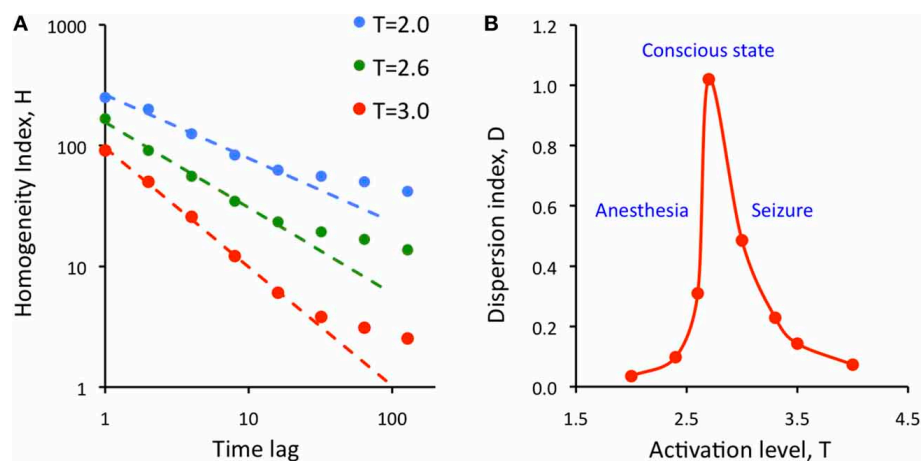 A
Homogeneity Index, H
1000
100
10
1
1
10
100
Time lag
T=2.0
T=2.6
T=3.0
B
Dispersion index, D
1.2
1.0
0.8
0.6
0.4
0.2
0.0
Conscious state
Anesthesia
Seizure
1.5
2.5
3.5
4.5
Activation level, T